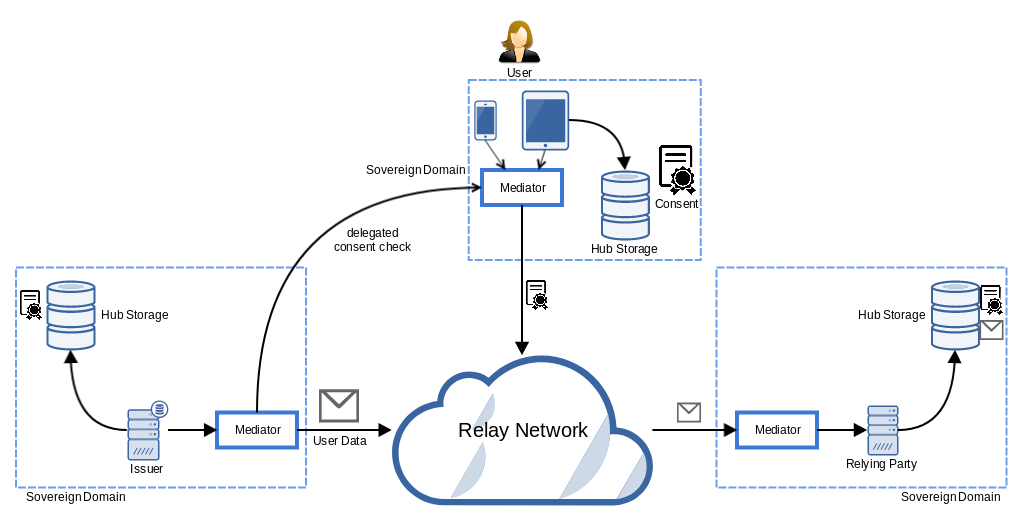 User
Sovereign Domain
Mediator
Consent
Hub Storage
delegated
consent check
Hub Storage
Issuer
Mediator
User Data
Sovereign Domain
Relay Network
Hub Storage
Mediator
Relying Party
Sovereign Domain